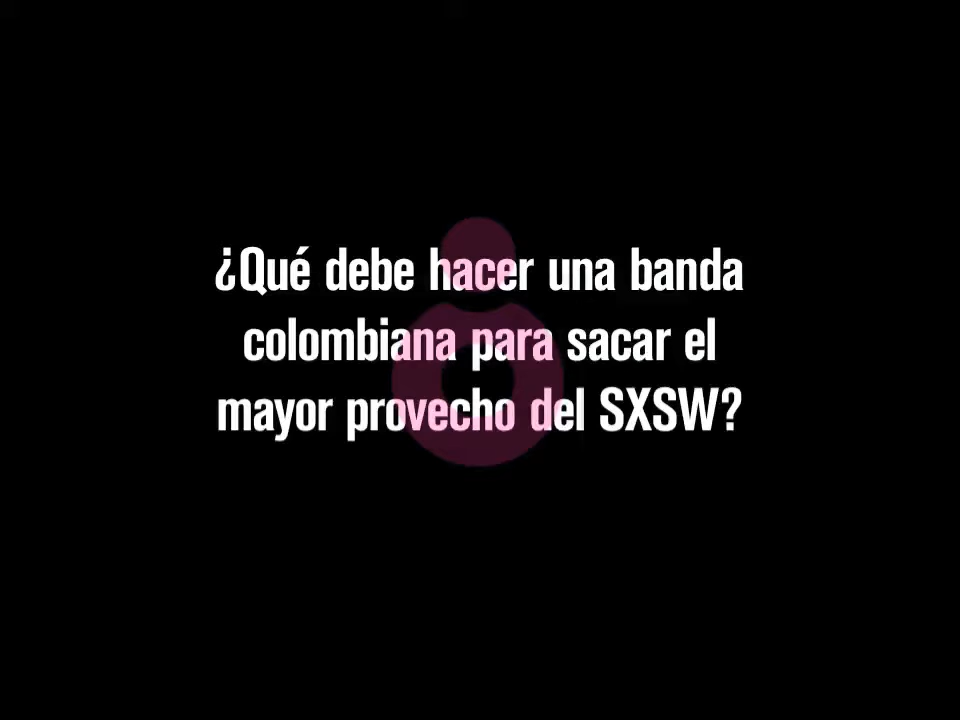 ¿Qué debe hacer una banda
colombiana para sacar el
mayor provecho del SXSW?